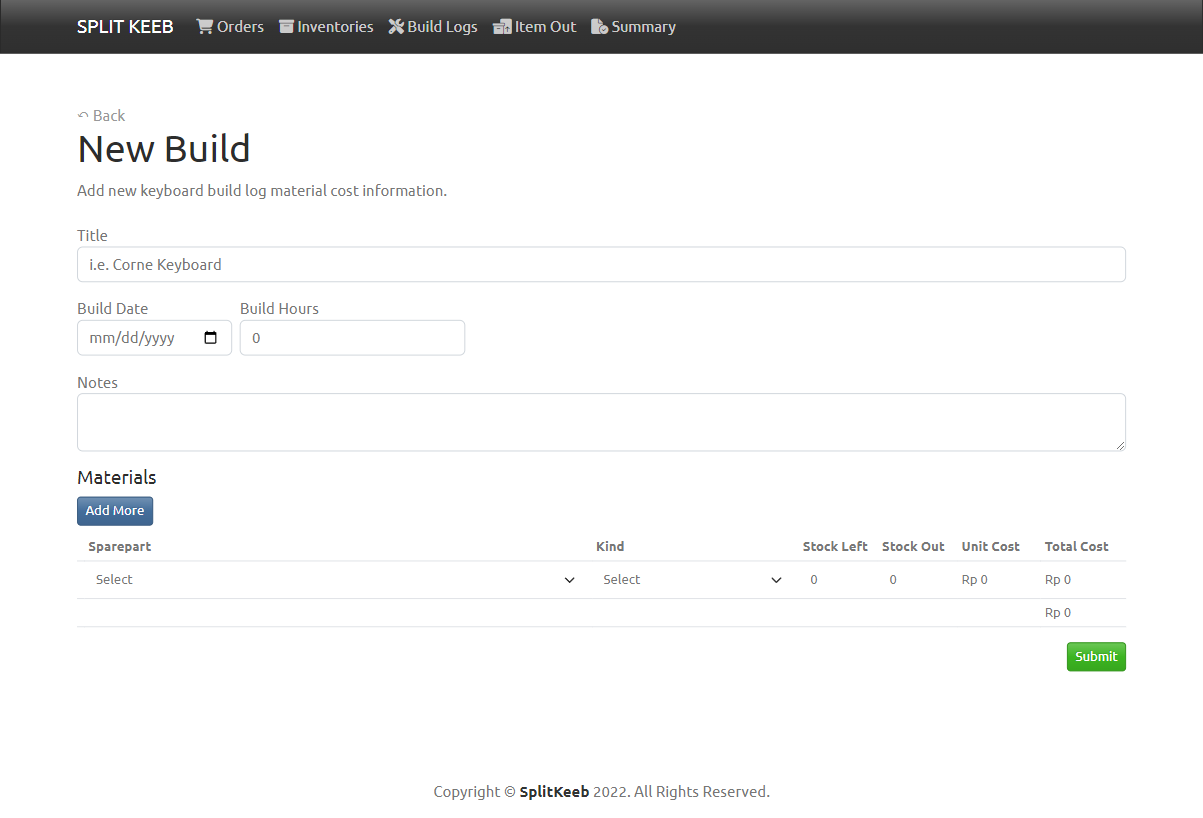 SPLIT KEEB Orders Inventories Build Logs Item Out Summary
Back
New Build
Add new keyboard build log material cost information.
Title
i.e. Corne Keyboard
Build Date Build Hours
mm/dd/yyyy 0
Notes
Materials
Add More
Sparepart Kind Stock Left Stock Out Unit Cost Total Cost
Select Select 0 0 Rp 0 Rp 0
Rp 0
Submit
Copyright © SplitKeeb 2022. All Rights Reserved.